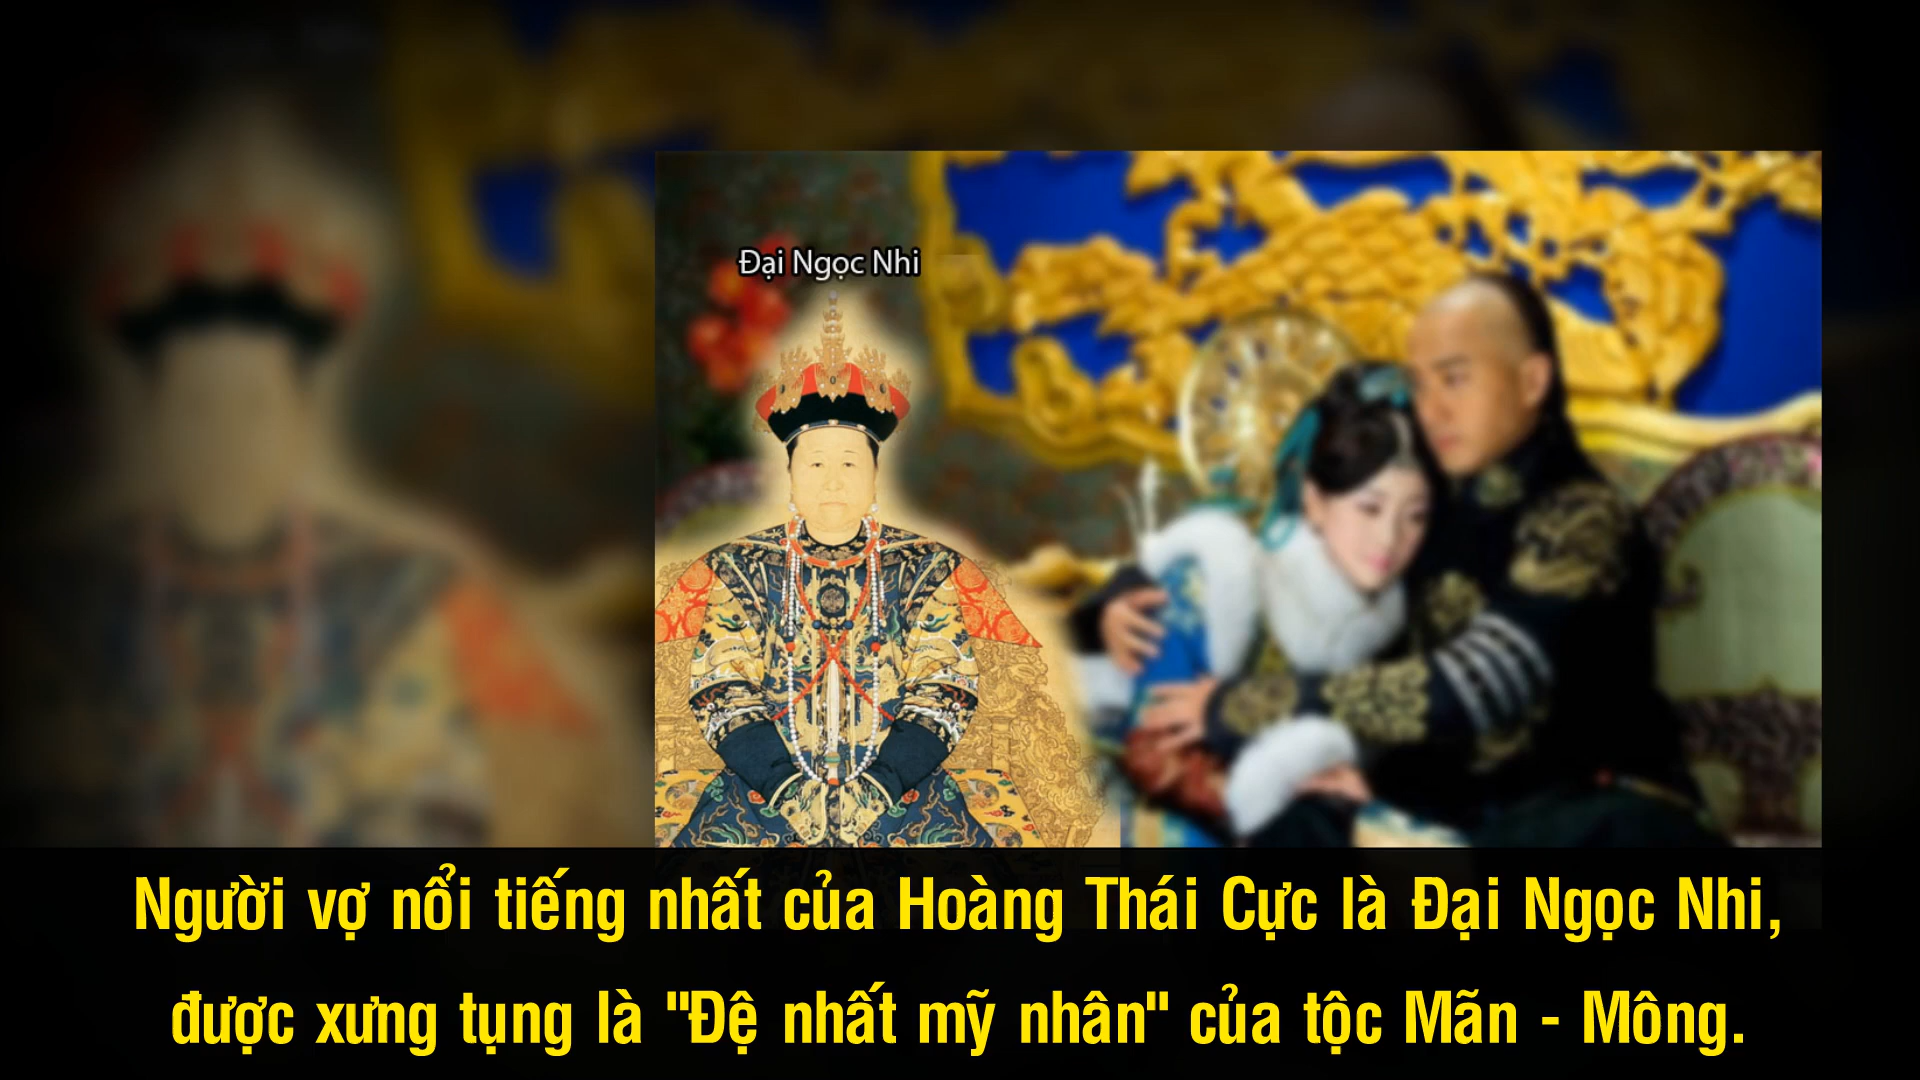 Đại Ngọc Nhi
Người vợ nổi tiếng nhất của Hoàng Thái Cực là Đại Ngọc Nhi,
được xưng tụng là "Đệ nhất mỹ nhân" của tộc Mãn - Mông.